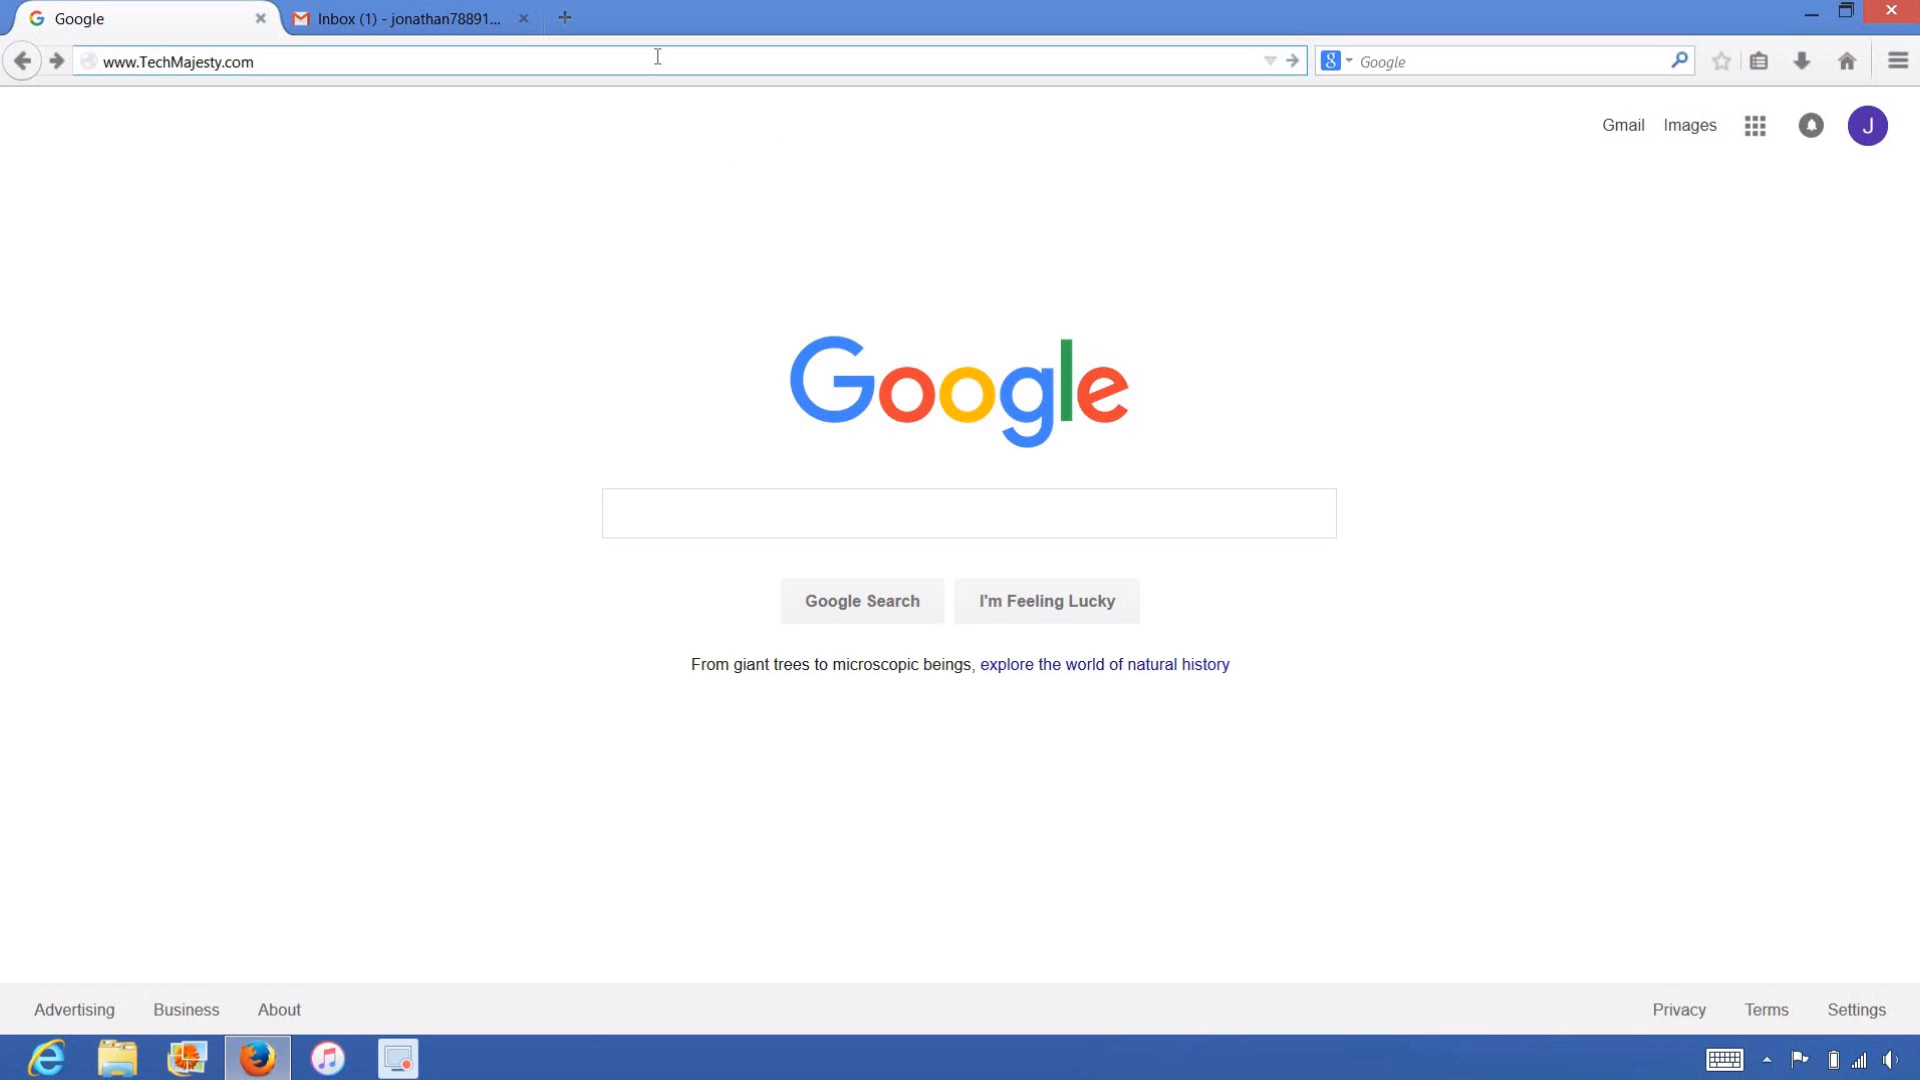 Google
Inbox (1) - jonathan78891...
www.TechMajesty.com
Google
Gmail
Images
J
Google
Google Search
I'm Feeling Lucky
From giant trees to microscopic beings, explore the world of natural history
Advertising
Business
About
Privacy
Terms
Settings